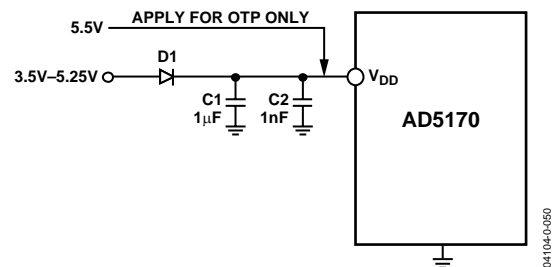 APPLY FOR OTP ONLY
5.5V
D1
3.5V–5.25V
VDD
C1
1μF
C2
1nF
AD5170
04104-0-050